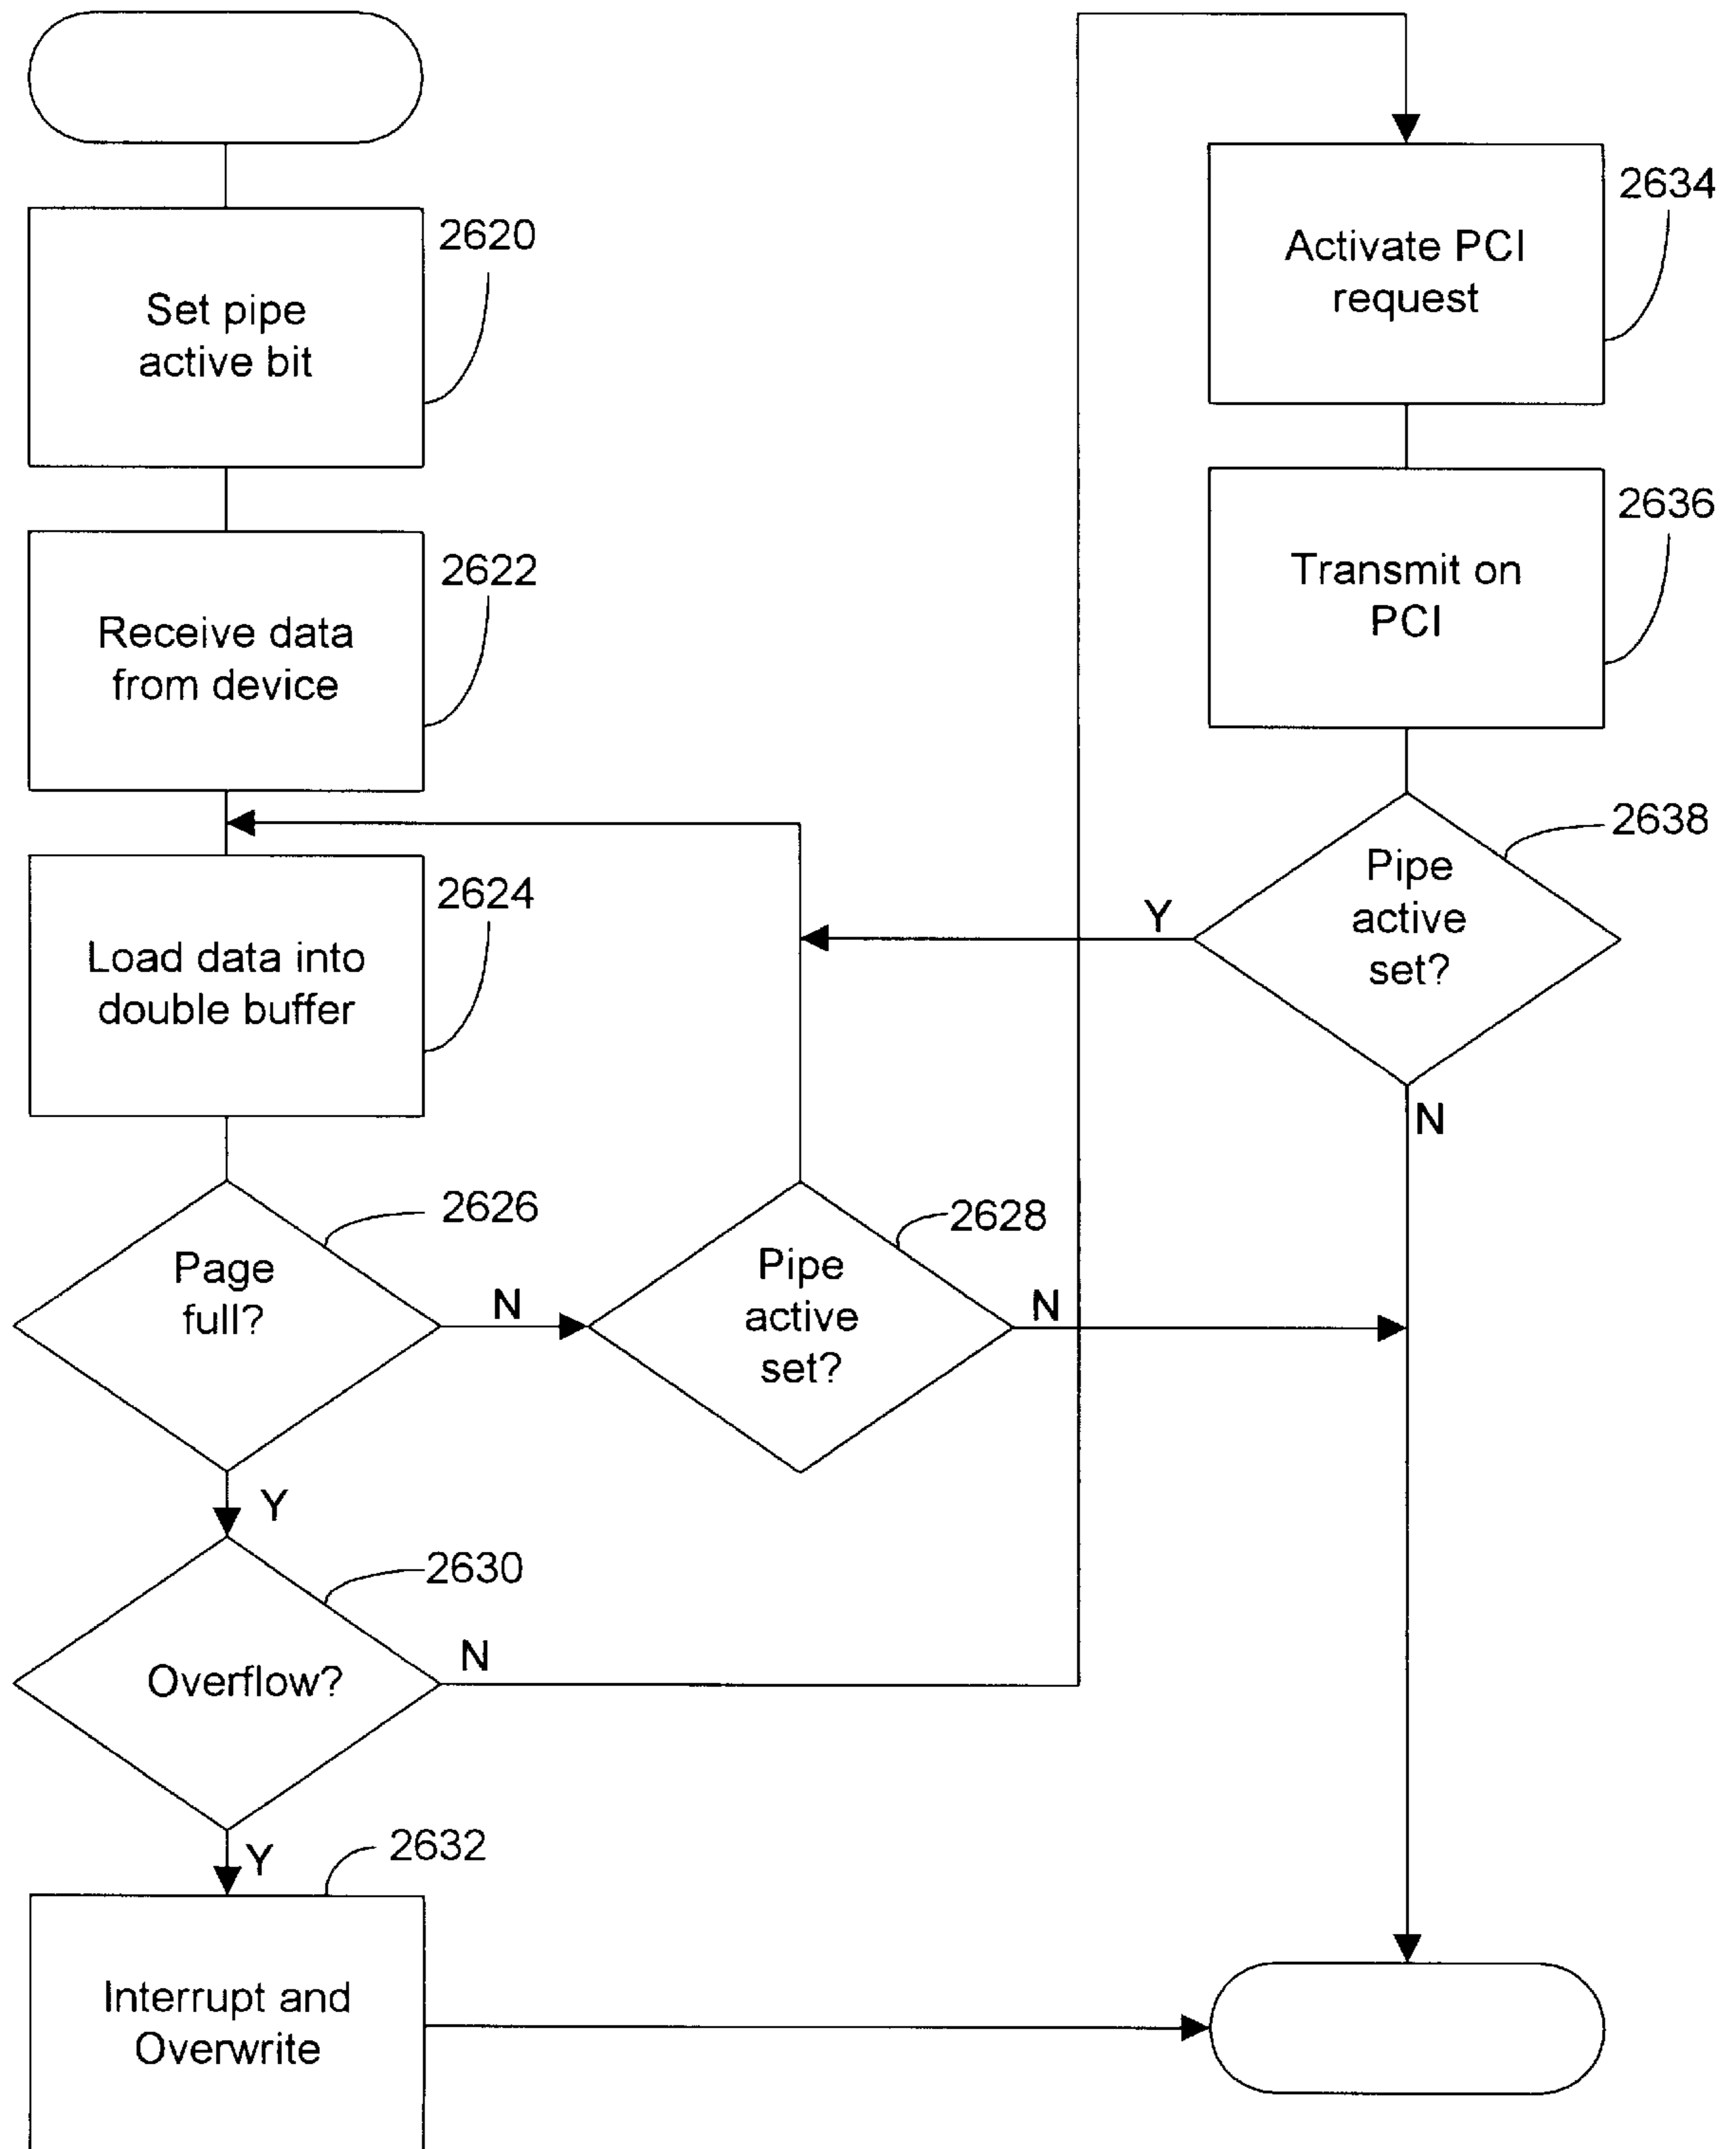 2620
Set pipe
active bit
2622
Receive data
from device
2624
Load data into
double buffer
2626
Page
full?
N
Y
2628
Pipe
active
set?
N
2630
Overflow?
N
Y
2632
Interrupt and
Overwrite
2634
Activate PCI
request
2636
Transmit on
PCI
2638
Pipe
active
set?
Y
N